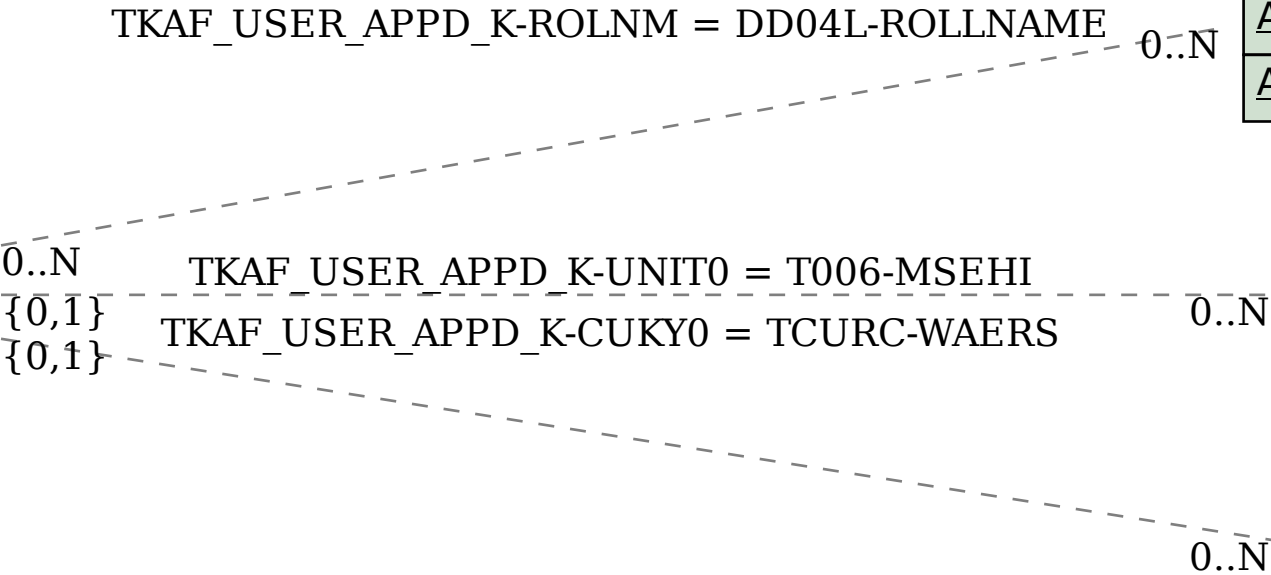 TKAF_USER_APPD_K-ROLNM = DD04L-ROLLNAME
0..N
A
A
0..N
TKAF_USER_APPD_K-UNIT0 = T006-MSEHI
{0,1}
0..N
TKAF_USER_APPD_K-CUKY0 = TCURC-WAERS
{0,1}
0..N